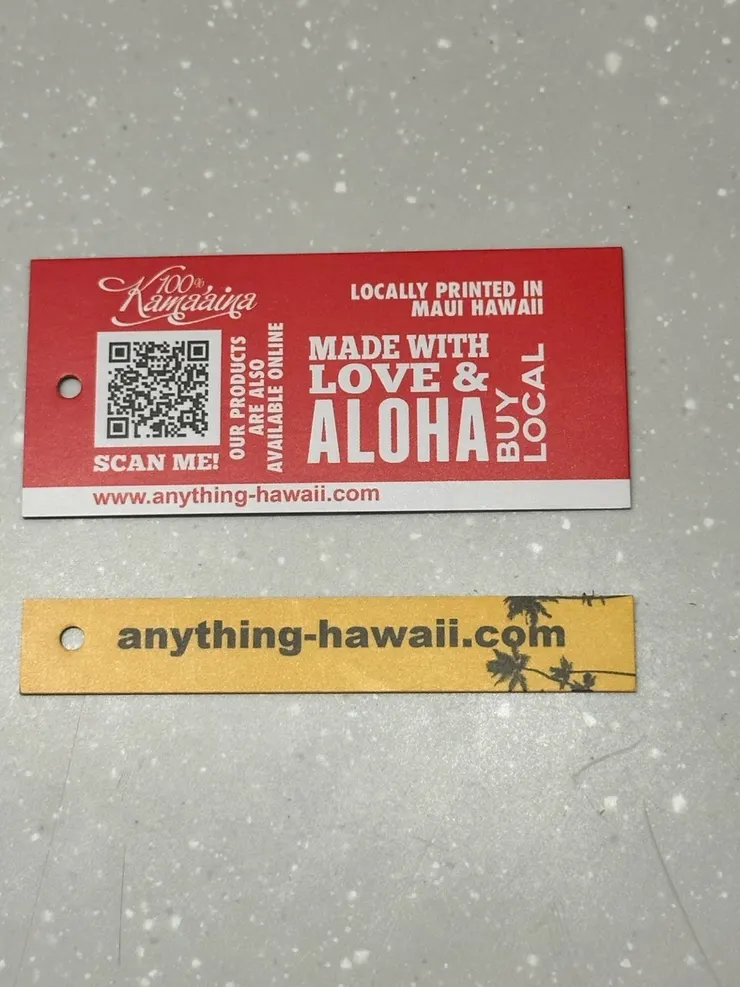 100%
Kama'aina
SCAN ME!
OUR PRODUCTS
ARE ALSO
AVAILABLE ONLINE
LOCALLY PRINTED IN
MAUI HAWAII
MADE WITH
LOVE &
ALOHA
BUY
LOCAL
www.anything-hawaii.com
anything-hawaii.com